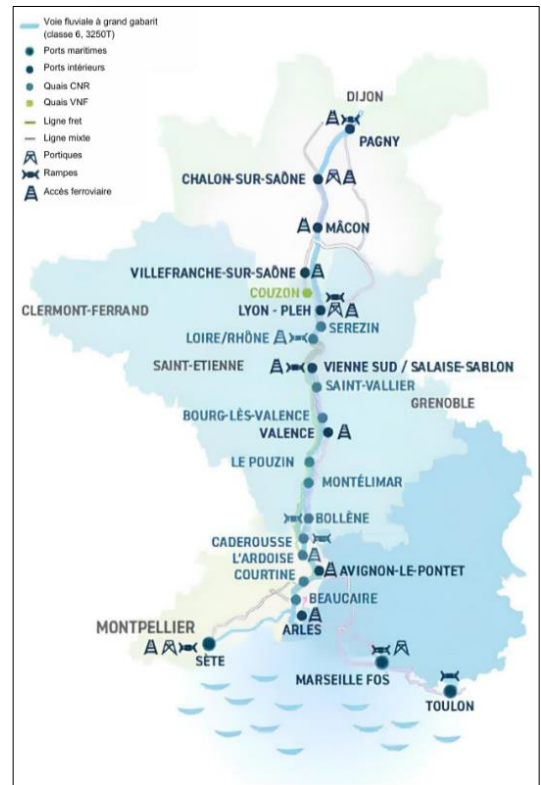 Voie fluviale à grand gabarit
(classe 6, 3250T)
Ports maritimes
Ports intérieurs
Quais CNR
Quais VNF
Ligne fret
Ligne mixte
Portiques
Rampes
Accès ferroviaire
DIJON
PAGNY
CHALON-SUR-SAÔNE
MÂCON
VILLEFRANCHE-SUR-SAÔNE
COUZON
CLERMONT-FERRAND
LYON - PLEH
SEREZIN
LOIRE/RHÔNE
SAINT-ETIENNE
VIENNE SUD / SALAISE-SABLON
SAINT-VALLIER
GRENOBLE
BOURG-LÈS-VALENCE
VALENCE
LE POUZIN
MONTÉLIMAR
BOLLÈNE
CADEROUSSE
L'ARDOISE
COURTINE
AVIGNON-LE-PONTET
BEAUCAIRE
ARLES
MONTPELLIER
SÈTE
MARSEILLE FOS
TOULON